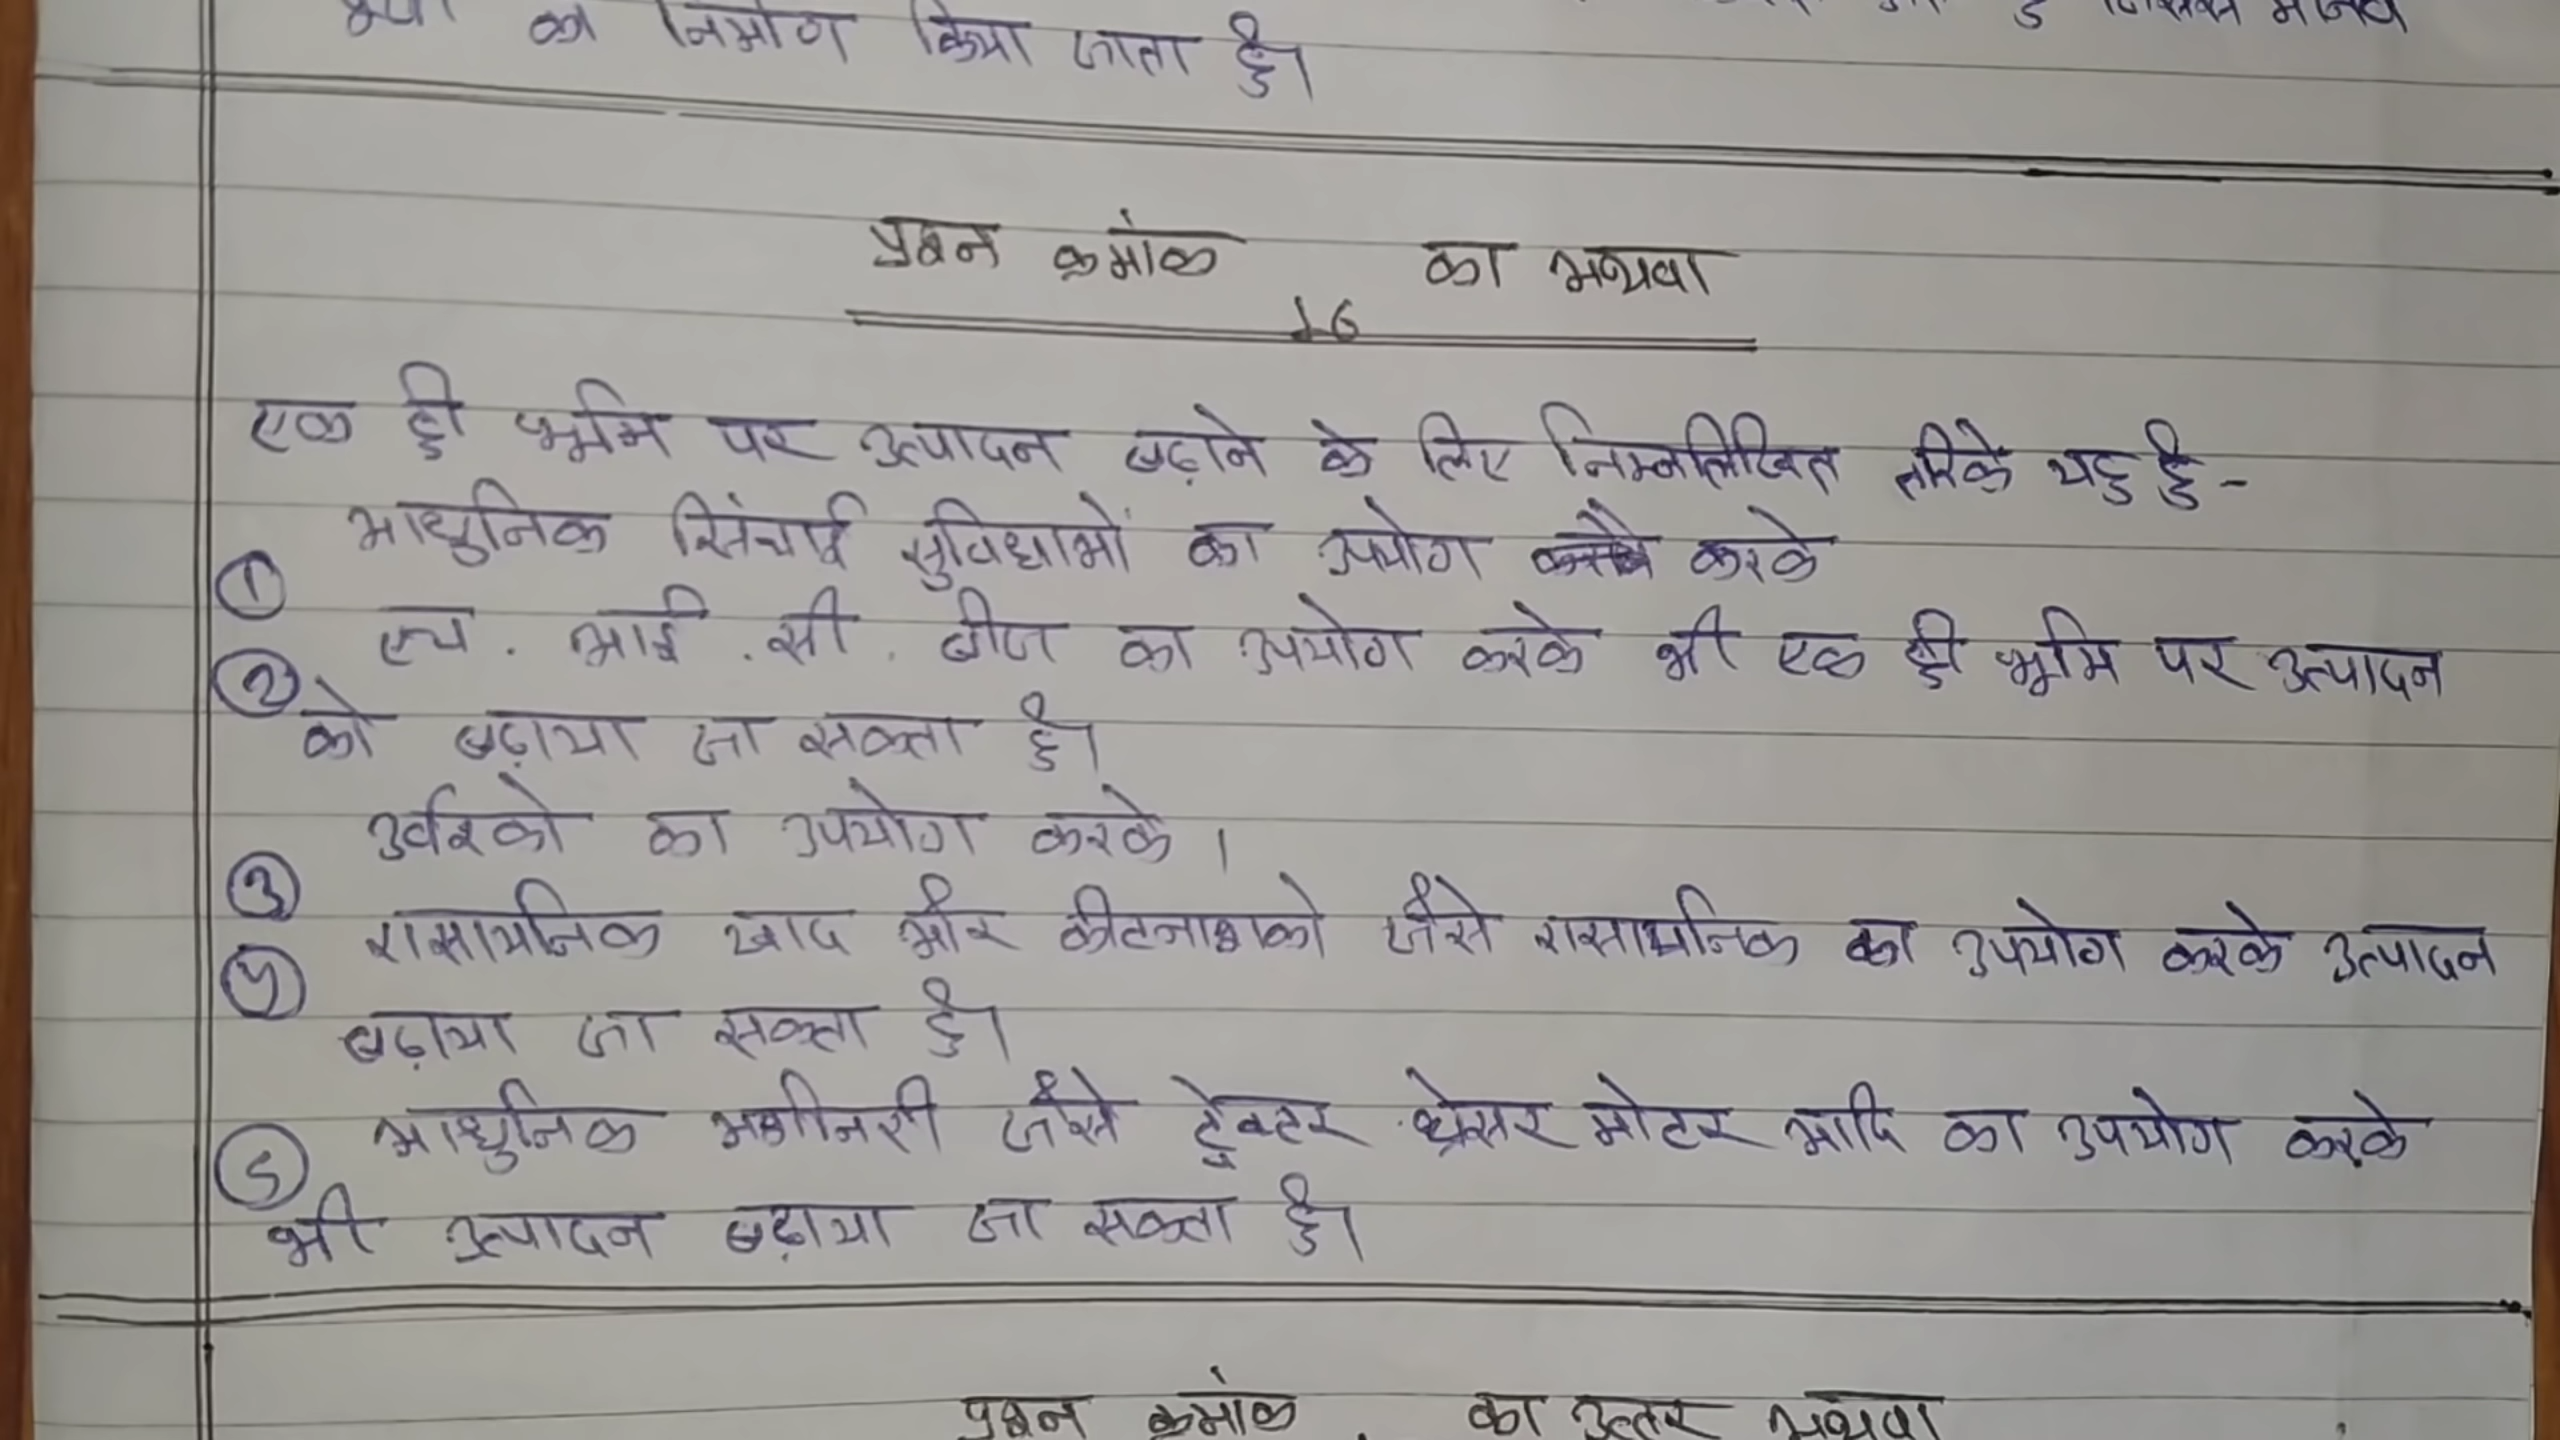 का निर्माण किया जाता है।
प्रश्न क्रमांक 16 का अथवा
एक ही भूमि पर उत्पादन बढ़ाने के लिए निम्नलिखित तरिके यह है-
① आधुनिक सिंचाई सुविधाओं का उपयोग करके
② एच. आई. सी. बीज का उपयोग करके भी एक ही भूमि पर उत्पादन
को बढ़ाया जा सकता है।
③ उर्वरको का उपयोग करके।
④ रासायनिक खाद और कीटनाशको जैसे रासायनिक का उपयोग करके उत्पादन
बढ़ाया जा सकता है।
⑤ आधुनिक मशीनरी जैसे ट्रेक्टर थ्रेसर मोटर आदि का उपयोग करके
भी उत्पादन बढ़ाया जा सकता है।
प्रश्न क्रमांक का उत्तर अथवा